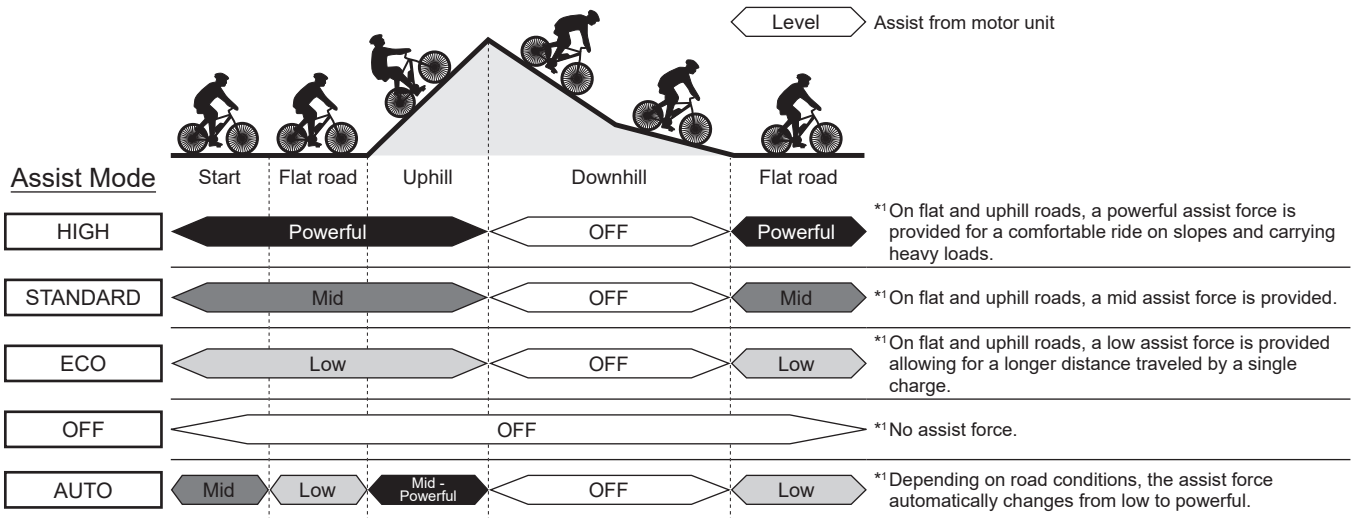 Level Assist from motor unit
Assist Mode Start Flat road Uphill Downhill Flat road
HIGH Powerful OFF Powerful
*1 On flat and uphill roads, a powerful assist force is
provided for a comfortable ride on slopes and carrying
heavy loads.
STANDARD Mid OFF Mid *1 On flat and uphill roads, a mid assist force is provided.
ECO Low OFF Low
*1 On flat and uphill roads, a low assist force is provided
allowing for a longer distance traveled by a single
charge.
OFF OFF *1 No assist force.
AUTO Mid Low Mid -
Powerful OFF Low
*1 Depending on road conditions, the assist force
automatically changes from low to powerful.